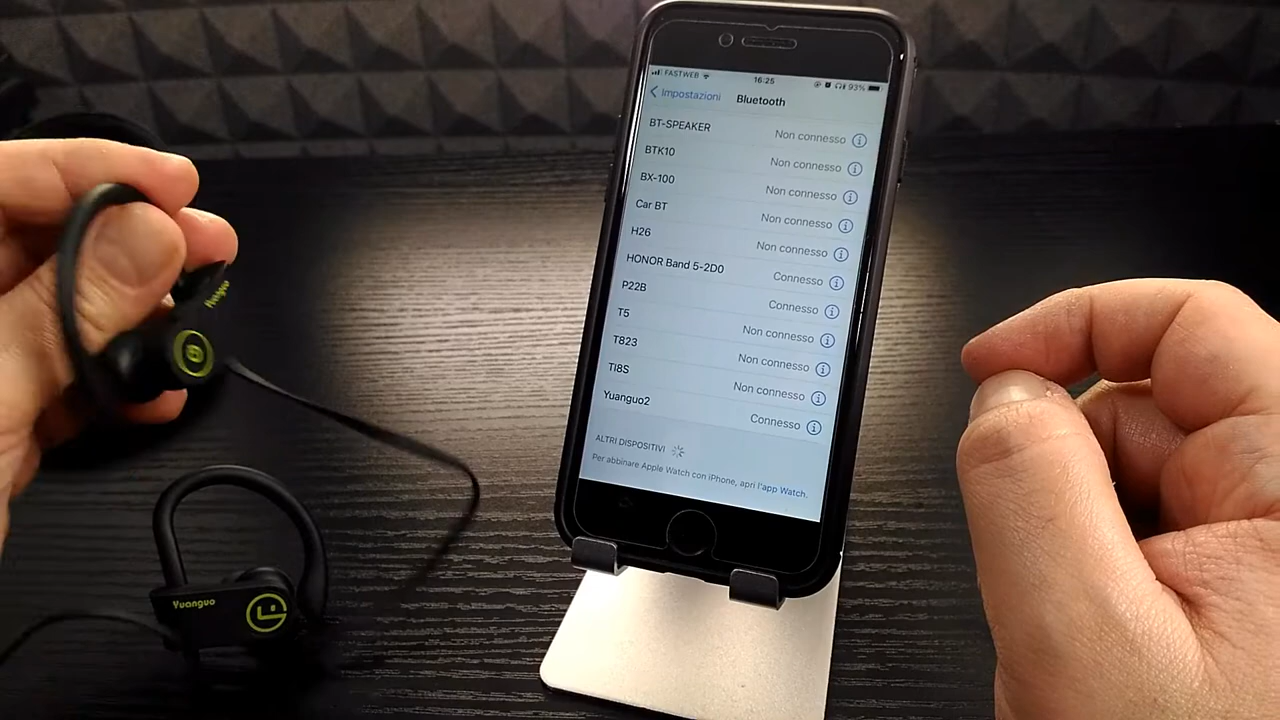 FASTWEB 16:25 93%
Impostazioni Bluetooth
BT-SPEAKER Non connesso
BTK10 Non connesso
BX-100 Non connesso
Car BT Non connesso
H26 Non connesso
HONOR Band 5-2D0 Connesso
P22B Connesso
T5 Non connesso
T823 Non connesso
TI8S Non connesso
Yuanguo2 Connesso
ALTRI DISPOSITIVI
Per abbinare Apple Watch con iPhone, apri l'app Watch.
Yuanguo